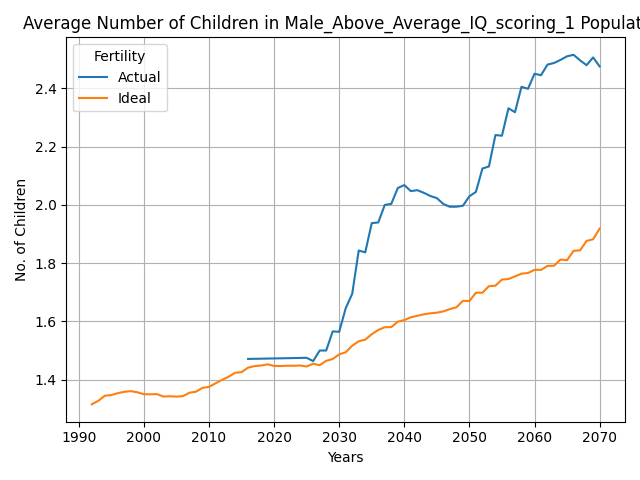 Average Number of Children in Male_Above_Average_IQ_scoring_1 Populat
Fertility
Actual
Ideal
2.4
2.2
2.0
1.8
1.6
1.4
No. of Children
1990 2000 2010 2020 2030 2040 2050 2060 2070
Years